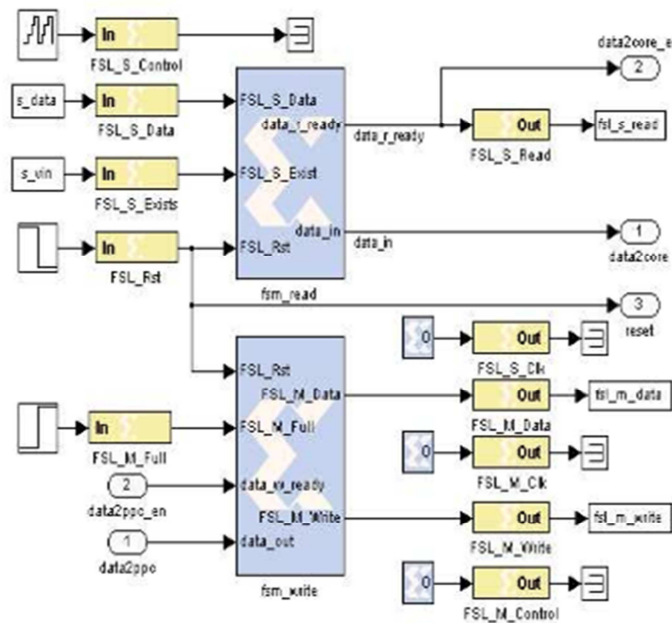 data2core_e
In
2
FSL_S_Control
s_data
In
FSL_S_Data
data_r_ready
data_r_ready
Out
fsl_s_read
FSL_S_Data
FSL_S_Read
s_vin
In
FSL_S_Exist
FSL_S_Exists
In
FSL_Rst
data_in
data_in
1
data2core
FSL_Rst
fsm_read
3
reset
0
Out
FSL_S_Clk
FSL_Rst
FSL_M_Data
Out
fsl_m_data
FSL_M_Data
In
FSL_M_Full
FSL_M_Full
0
Out
FSL_M_Clk
2
data_w_ready
data2ppc_en
FSL_M_Write
Out
fsl_m_write
FSL_M_Write
1
data_out
data2ppc
fsm_write
0
Out
FSL_M_Control